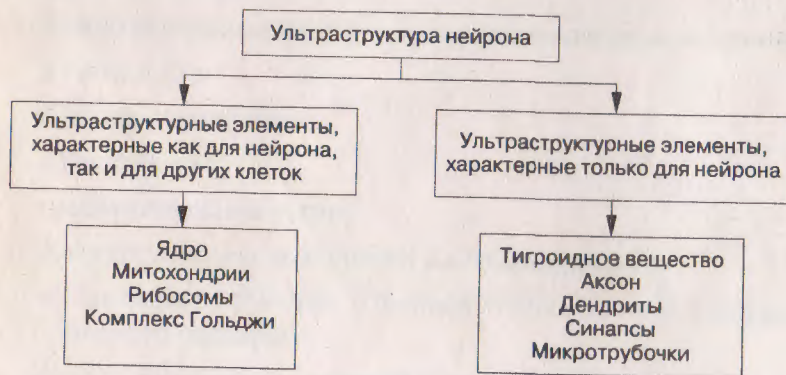 Ультраструктура нейрона
Ультраструктурные элементы,
характерные как для нейрона,
так и для других клеток
Ультраструктурные элементы,
характерные только для нейрона
Ядро
Митохондрии
Рибосомы
Комплекс Гольджи
Тигроидное вещество
Аксон
Дендриты
Синапсы
Микротрубочки